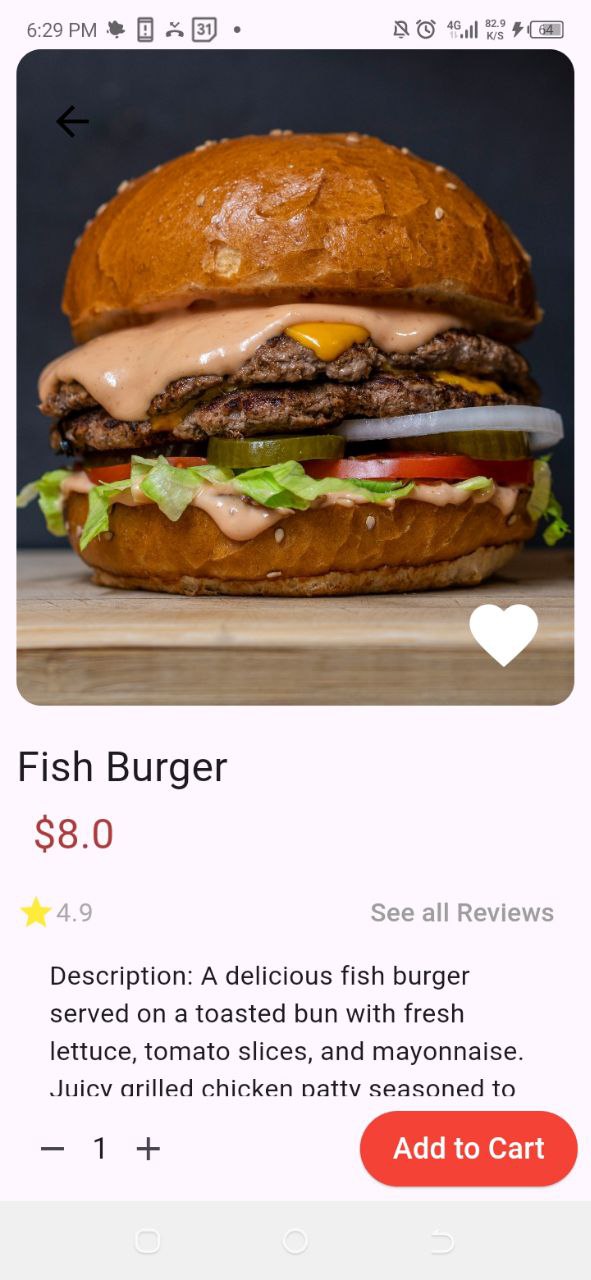 6:29 PM 31 4G 82.9 K/S 64
Fish Burger
$8.0
4.9 See all Reviews
Description: A delicious fish burger
served on a toasted bun with fresh
lettuce, tomato slices, and mayonnaise.
Juicy grilled chicken patty seasoned to
1 Add to Cart